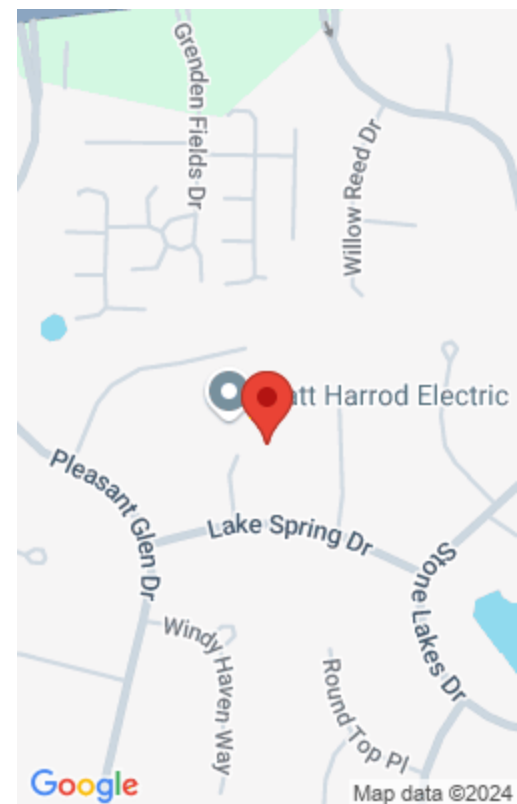 Grenden Fields Dr
Willow Reed Dr
att Harrod Electric
Pleasant Glen Dr
Lake Spring Dr
Stone Lakes Dr
Windy Haven Way
Round Top Pl
Google
Map data ©2024